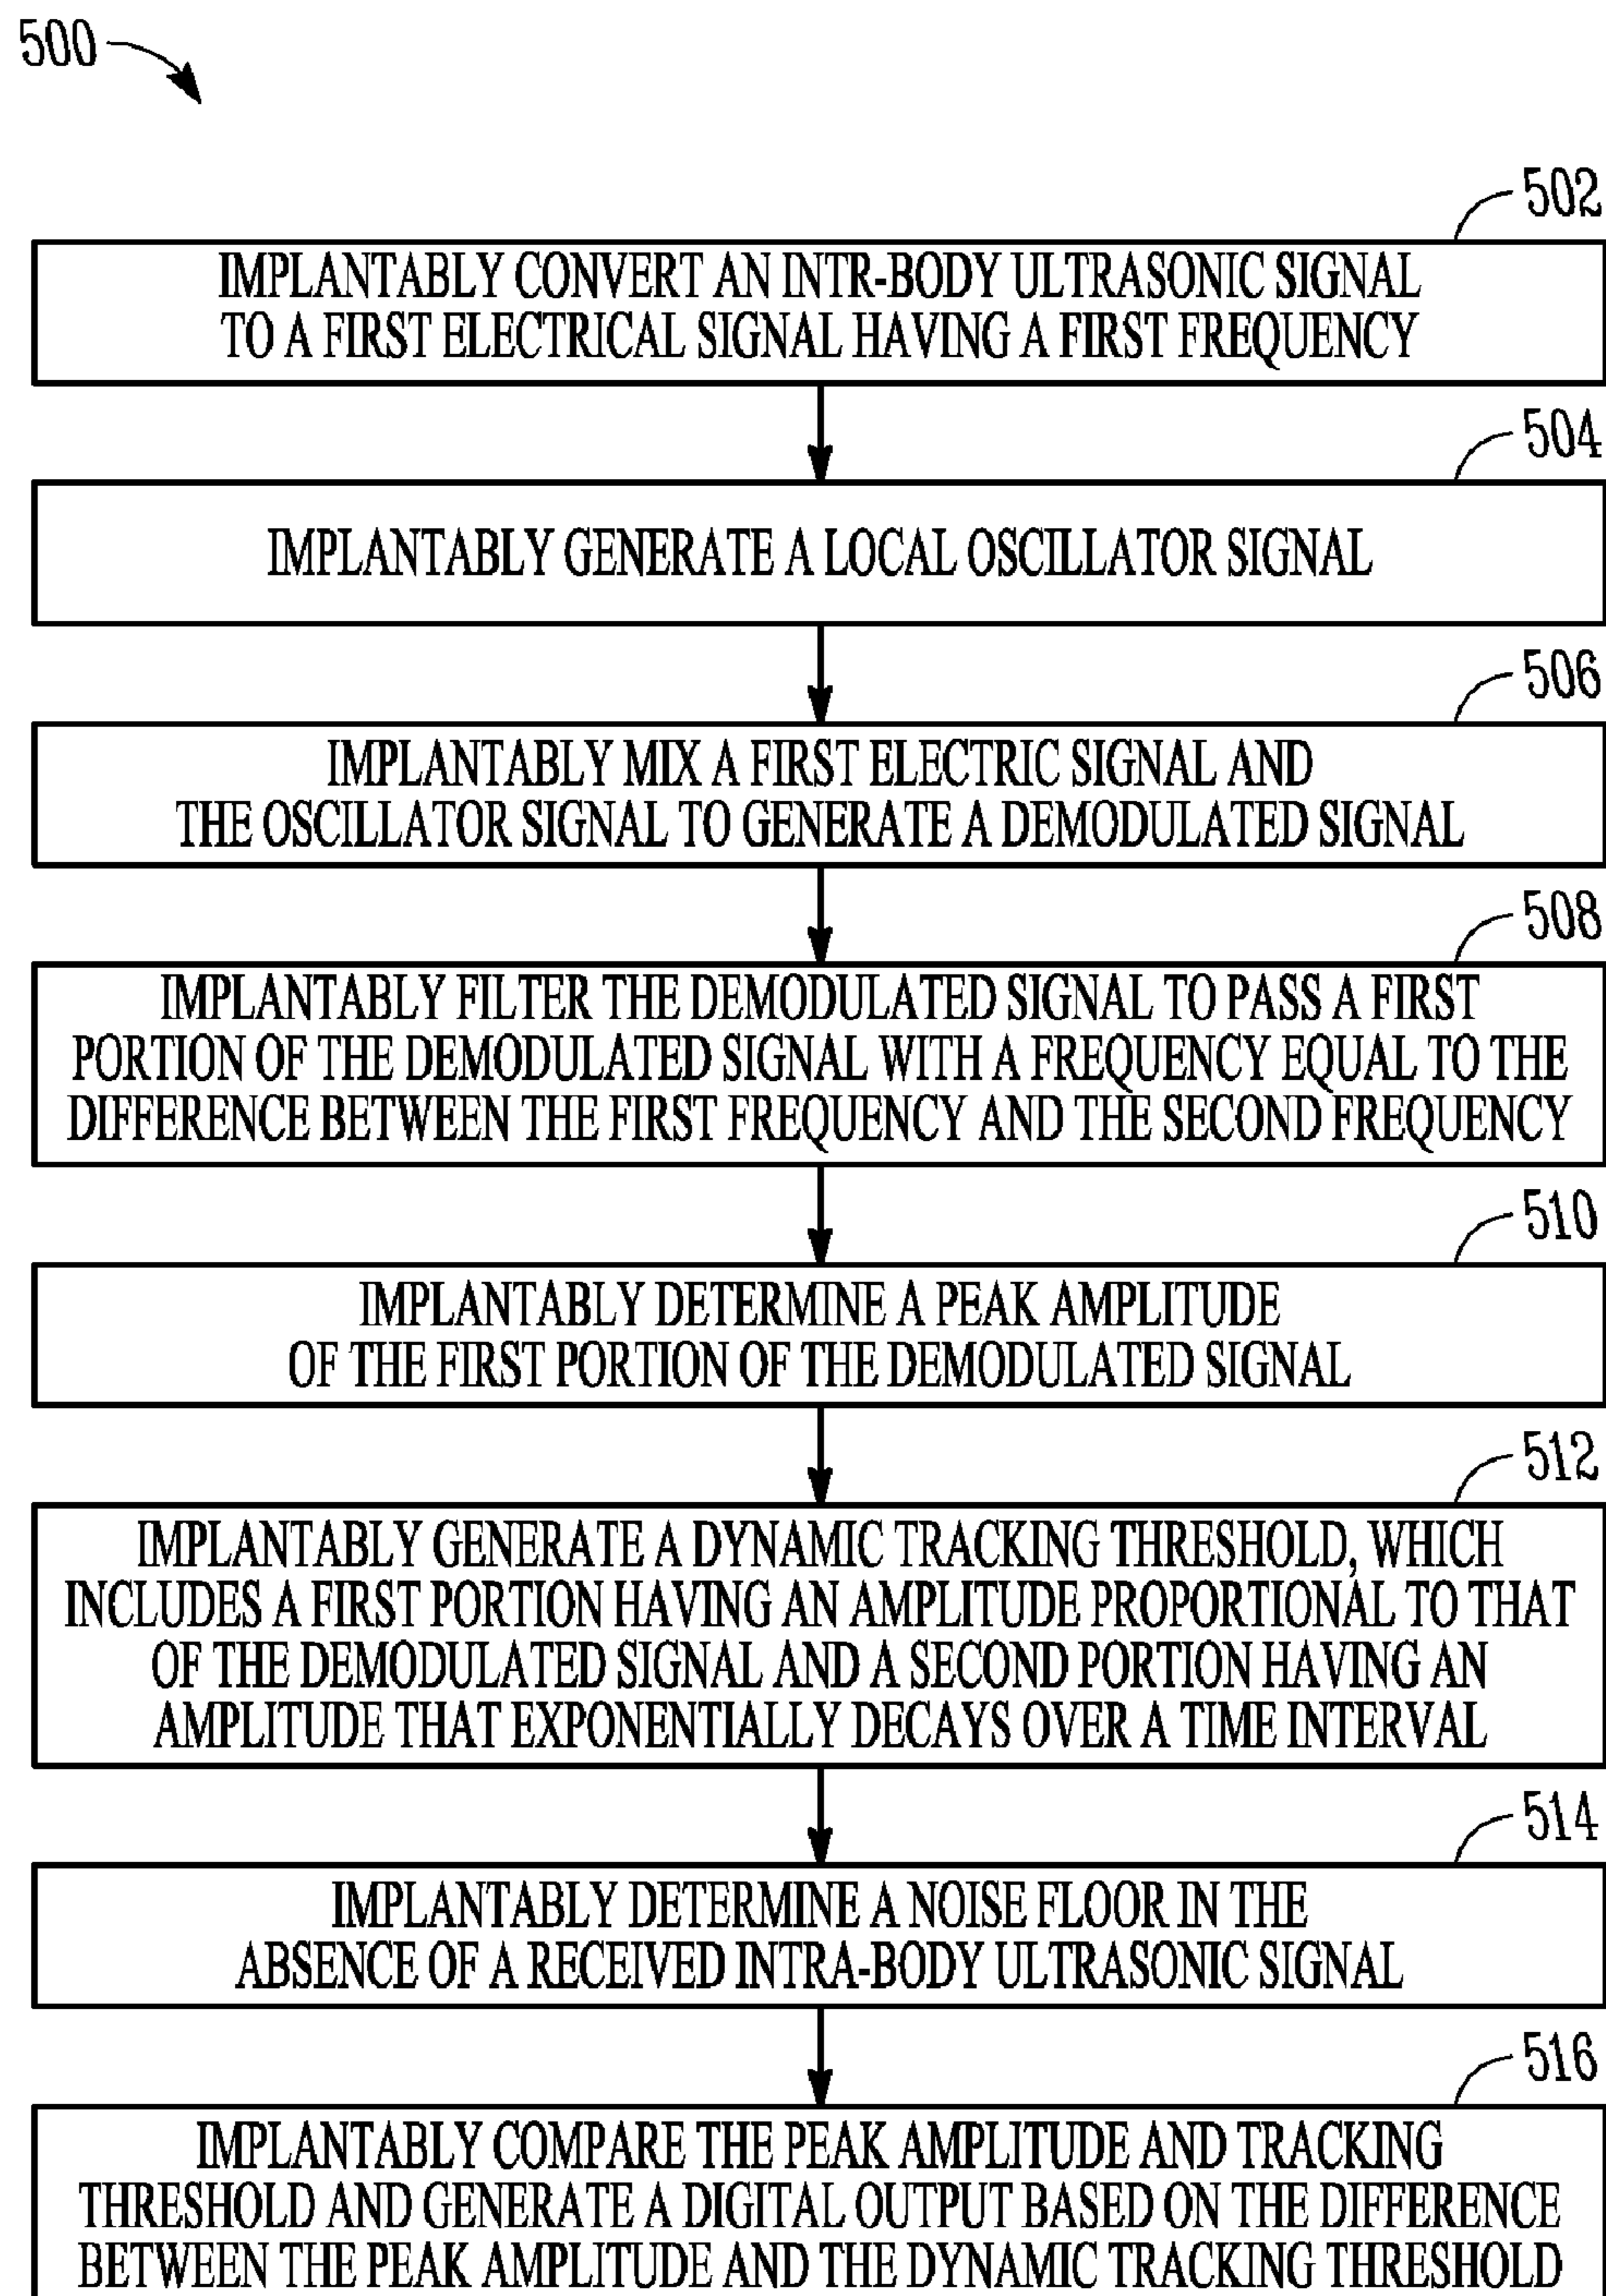 500
502
IMPLANTABLY CONVERT AN INTR-BODY ULTRASONIC SIGNAL
TO A FIRST ELECTRICAL SIGNAL HAVING A FIRST FREQUENCY
504
IMPLANTABLY GENERATE A LOCAL OSCILLATOR SIGNAL
506
IMPLANTABLY MIX A FIRST ELECTRIC SIGNAL AND
THE OSCILLATOR SIGNAL TO GENERATE A DEMODULATED SIGNAL
508
IMPLANTABLY FILTER THE DEMODULATED SIGNAL TO PASS A FIRST
PORTION OF THE DEMODULATED SIGNAL WITH A FREQUENCY EQUAL TO THE
DIFFERENCE BETWEEN THE FIRST FREQUENCY AND THE SECOND FREQUENCY
510
IMPLANTABLY DETERMINE A PEAK AMPLITUDE
OF THE FIRST PORTION OF THE DEMODULATED SIGNAL
512
IMPLANTABLY GENERATE A DYNAMIC TRACKING THRESHOLD, WHICH
INCLUDES A FIRST PORTION HAVING AN AMPLITUDE PROPORTIONAL TO THAT
OF THE DEMODULATED SIGNAL AND A SECOND PORTION HAVING AN
AMPLITUDE THAT EXPONENTIALLY DECAYS OVER A TIME INTERVAL
514
IMPLANTABLY DETERMINE A NOISE FLOOR IN THE
ABSENCE OF A RECEIVED INTRA-BODY ULTRASONIC SIGNAL
516
IMPLANTABLY COMPARE THE PEAK AMPLITUDE AND TRACKING
THRESHOLD AND GENERATE A DIGITAL OUTPUT BASED ON THE DIFFERENCE
BETWEEN THE PEAK AMPLITUDE AND THE DYNAMIC TRACKING THRESHOLD